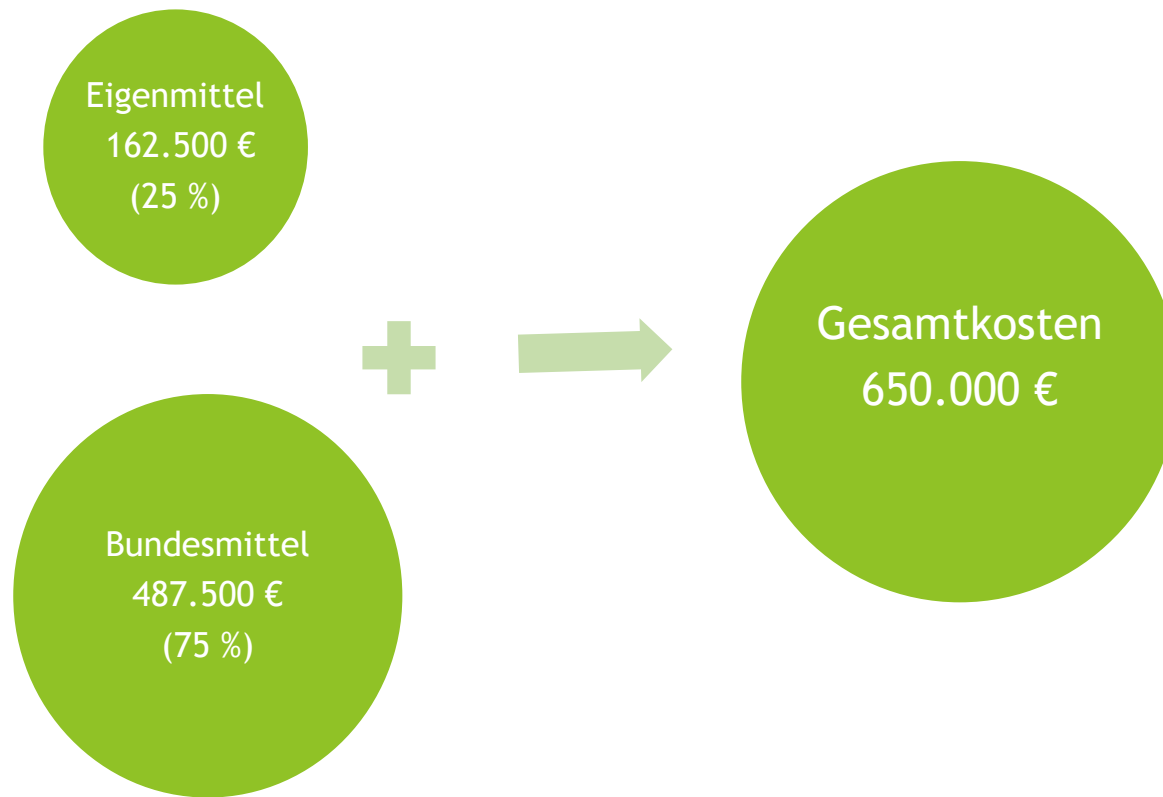 Eigenmittel
162.500 €
(25 %)
Bundesmittel
487.500 €
(75 %)
Gesamtkosten
650.000 €